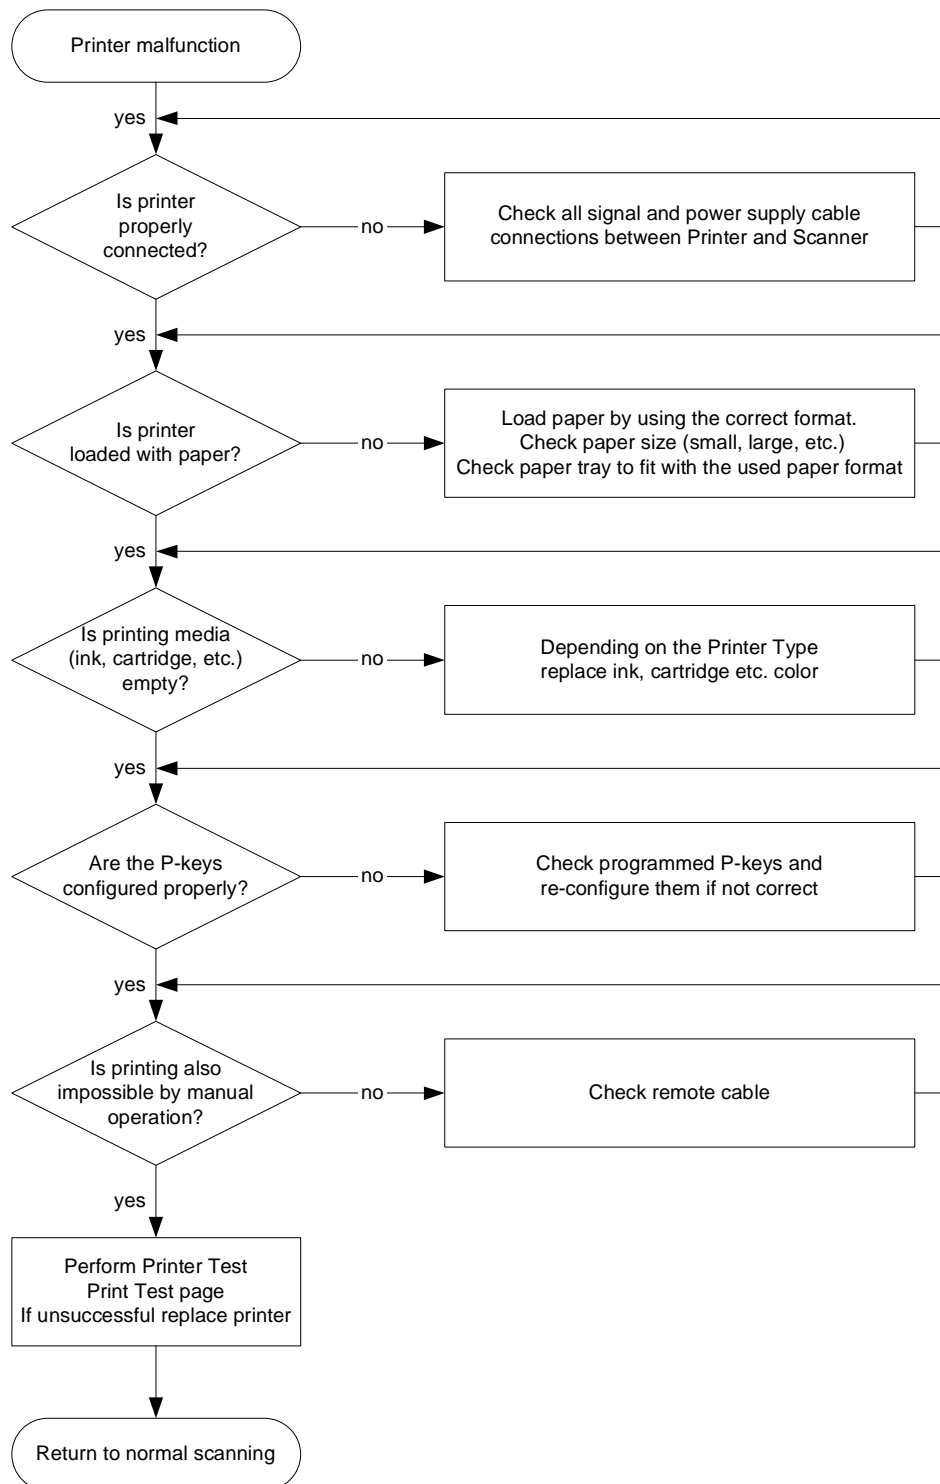 Printer malfunction
yes
Is printer
properly
connected?
no
Check all signal and power supply cable
connections between Printer and Scanner
yes
Is printer
loaded with paper?
no
Load paper by using the correct format.
Check paper size (small, large, etc.)
Check paper tray to fit with the used paper format
yes
Is printing media
(ink, cartridge, etc.)
empty?
no
Depending on the Printer Type
replace ink, cartridge etc. color
yes
Are the P-keys
configured properly?
no
Check programmed P-keys and
re-configure them if not correct
yes
Is printing also
impossible by manual
operation?
no
Check remote cable
yes
Perform Printer Test
Print Test page
If unsuccessful replace printer
Return to normal scanning